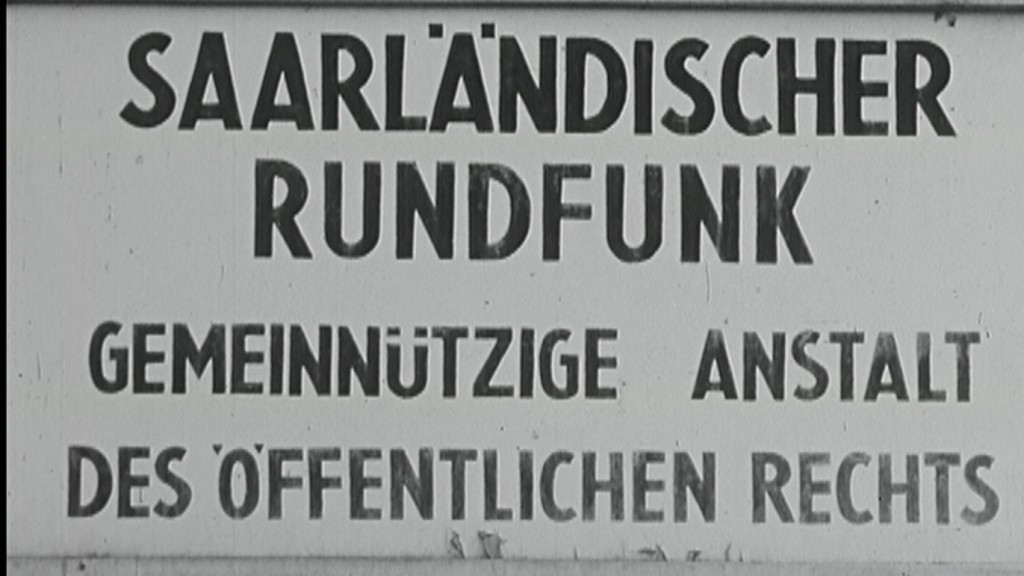 SAARLÄNDISCHER
RUNDFUNK
GEMEINNÜTZIGE ANSTALT
DES ÖFFENTLICHEN RECHTS